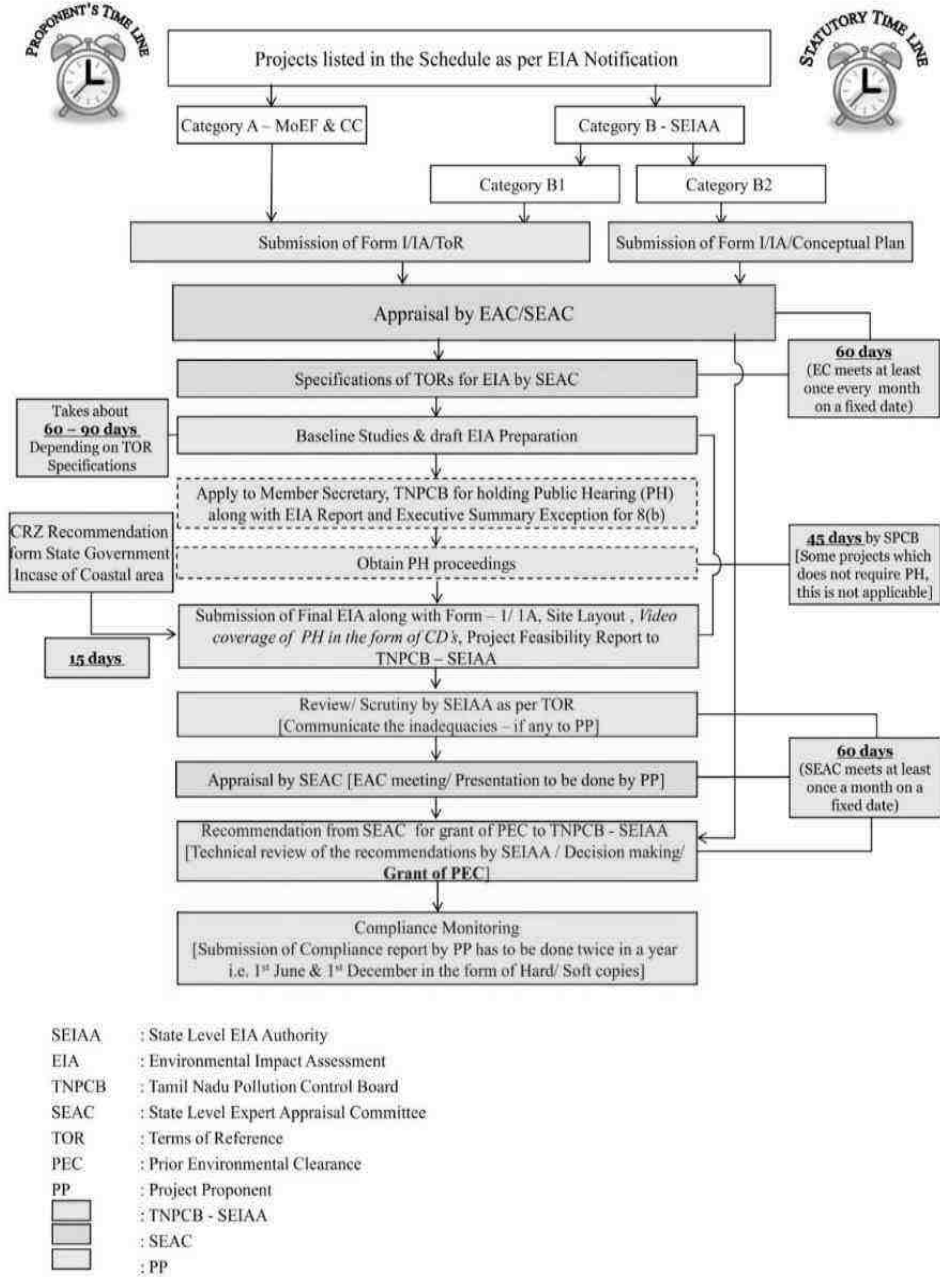 PROPONENT'S TIME LINE
STATUTORY TIME LINE
Projects listed in the Schedule as per EIA Notification
Category A – MoEF & CC
Category B - SEIAA
Category B1
Category B2
Submission of Form I/IA/ToR
Submission of Form I/IA/Conceptual Plan
Appraisal by EAC/SEAC
60 days
(EC meets at least
once every month
on a fixed date)
Specifications of TORs for EIA by SEAC
Takes about
60 – 90 days
Depending on TOR
Specifications
Baseline Studies & draft EIA Preparation
Apply to Member Secretary, TNPCB for holding Public Hearing (PH)
along with EIA Report and Executive Summary Exception for 8(b)
CRZ Recommendation
form State Government
Incase of Coastal area
Obtain PH proceedings
45 days by SPCB
[Some projects which
does not require PH,
this is not applicable]
15 days
Submission of Final EIA along with Form – 1/ 1A, Site Layout , Video
coverage of PH in the form of CD's, Project Feasibility Report to
TNPCB – SEIAA
Review/ Scrutiny by SEIAA as per TOR
[Communicate the inadequacies – if any to PP]
60 days
(SEAC meets at least
once a month on a
fixed date)
Appraisal by SEAC [EAC meeting/ Presentation to be done by PP]
Recommendation from SEAC for grant of PEC to TNPCB - SEIAA
[Technical review of the recommendations by SEIAA / Decision making/
Grant of PEC]
Compliance Monitoring
[Submission of Compliance report by PP has to be done twice in a year
i.e. 1st June & 1st December in the form of Hard/ Soft copies]
SEIAA : State Level EIA Authority
EIA : Environmental Impact Assessment
TNPCB : Tamil Nadu Pollution Control Board
SEAC : State Level Expert Appraisal Committee
TOR : Terms of Reference
PEC : Prior Environmental Clearance
PP : Project Proponent
: TNPCB - SEIAA
: SEAC
: PP